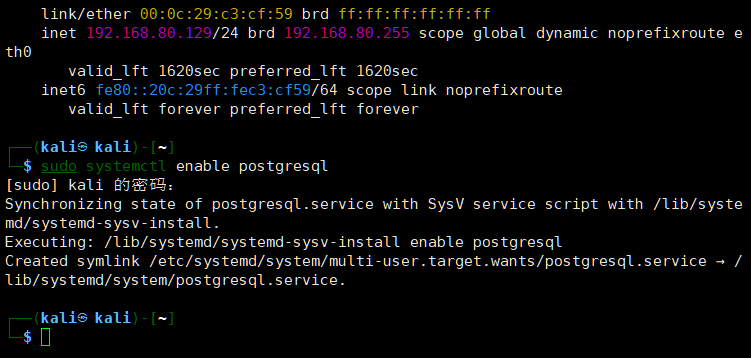 link/ether 00:0c:29:c3:cf:59 brd ff:ff:ff:ff:ff:ff
    inet 192.168.80.129/24 brd 192.168.80.255 scope global dynamic noprefixroute e
th0
       valid_lft 1620sec preferred_lft 1620sec
    inet6 fe80::20c:29ff:fec3:cf59/64 scope link noprefixroute
       valid_lft forever preferred_lft forever

┌──(kali㉿ kali)-[~]
└─$ sudo systemctl enable postgresql
[sudo] kali 的密码：
Synchronizing state of postgresql.service with SysV service script with /lib/syste
md/systemd-sysv-install.
Executing: /lib/systemd/systemd-sysv-install enable postgresql
Created symlink /etc/systemd/system/multi-user.target.wants/postgresql.service → /
lib/systemd/system/postgresql.service.

┌──(kali㉿ kali)-[~]
└─$